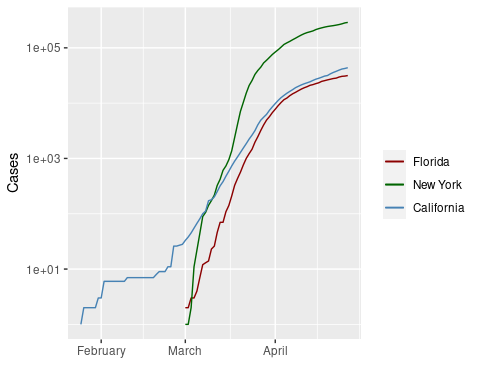 1e+05
1e+03
1e+01
Cases
February
March
April
Florida
New York
California